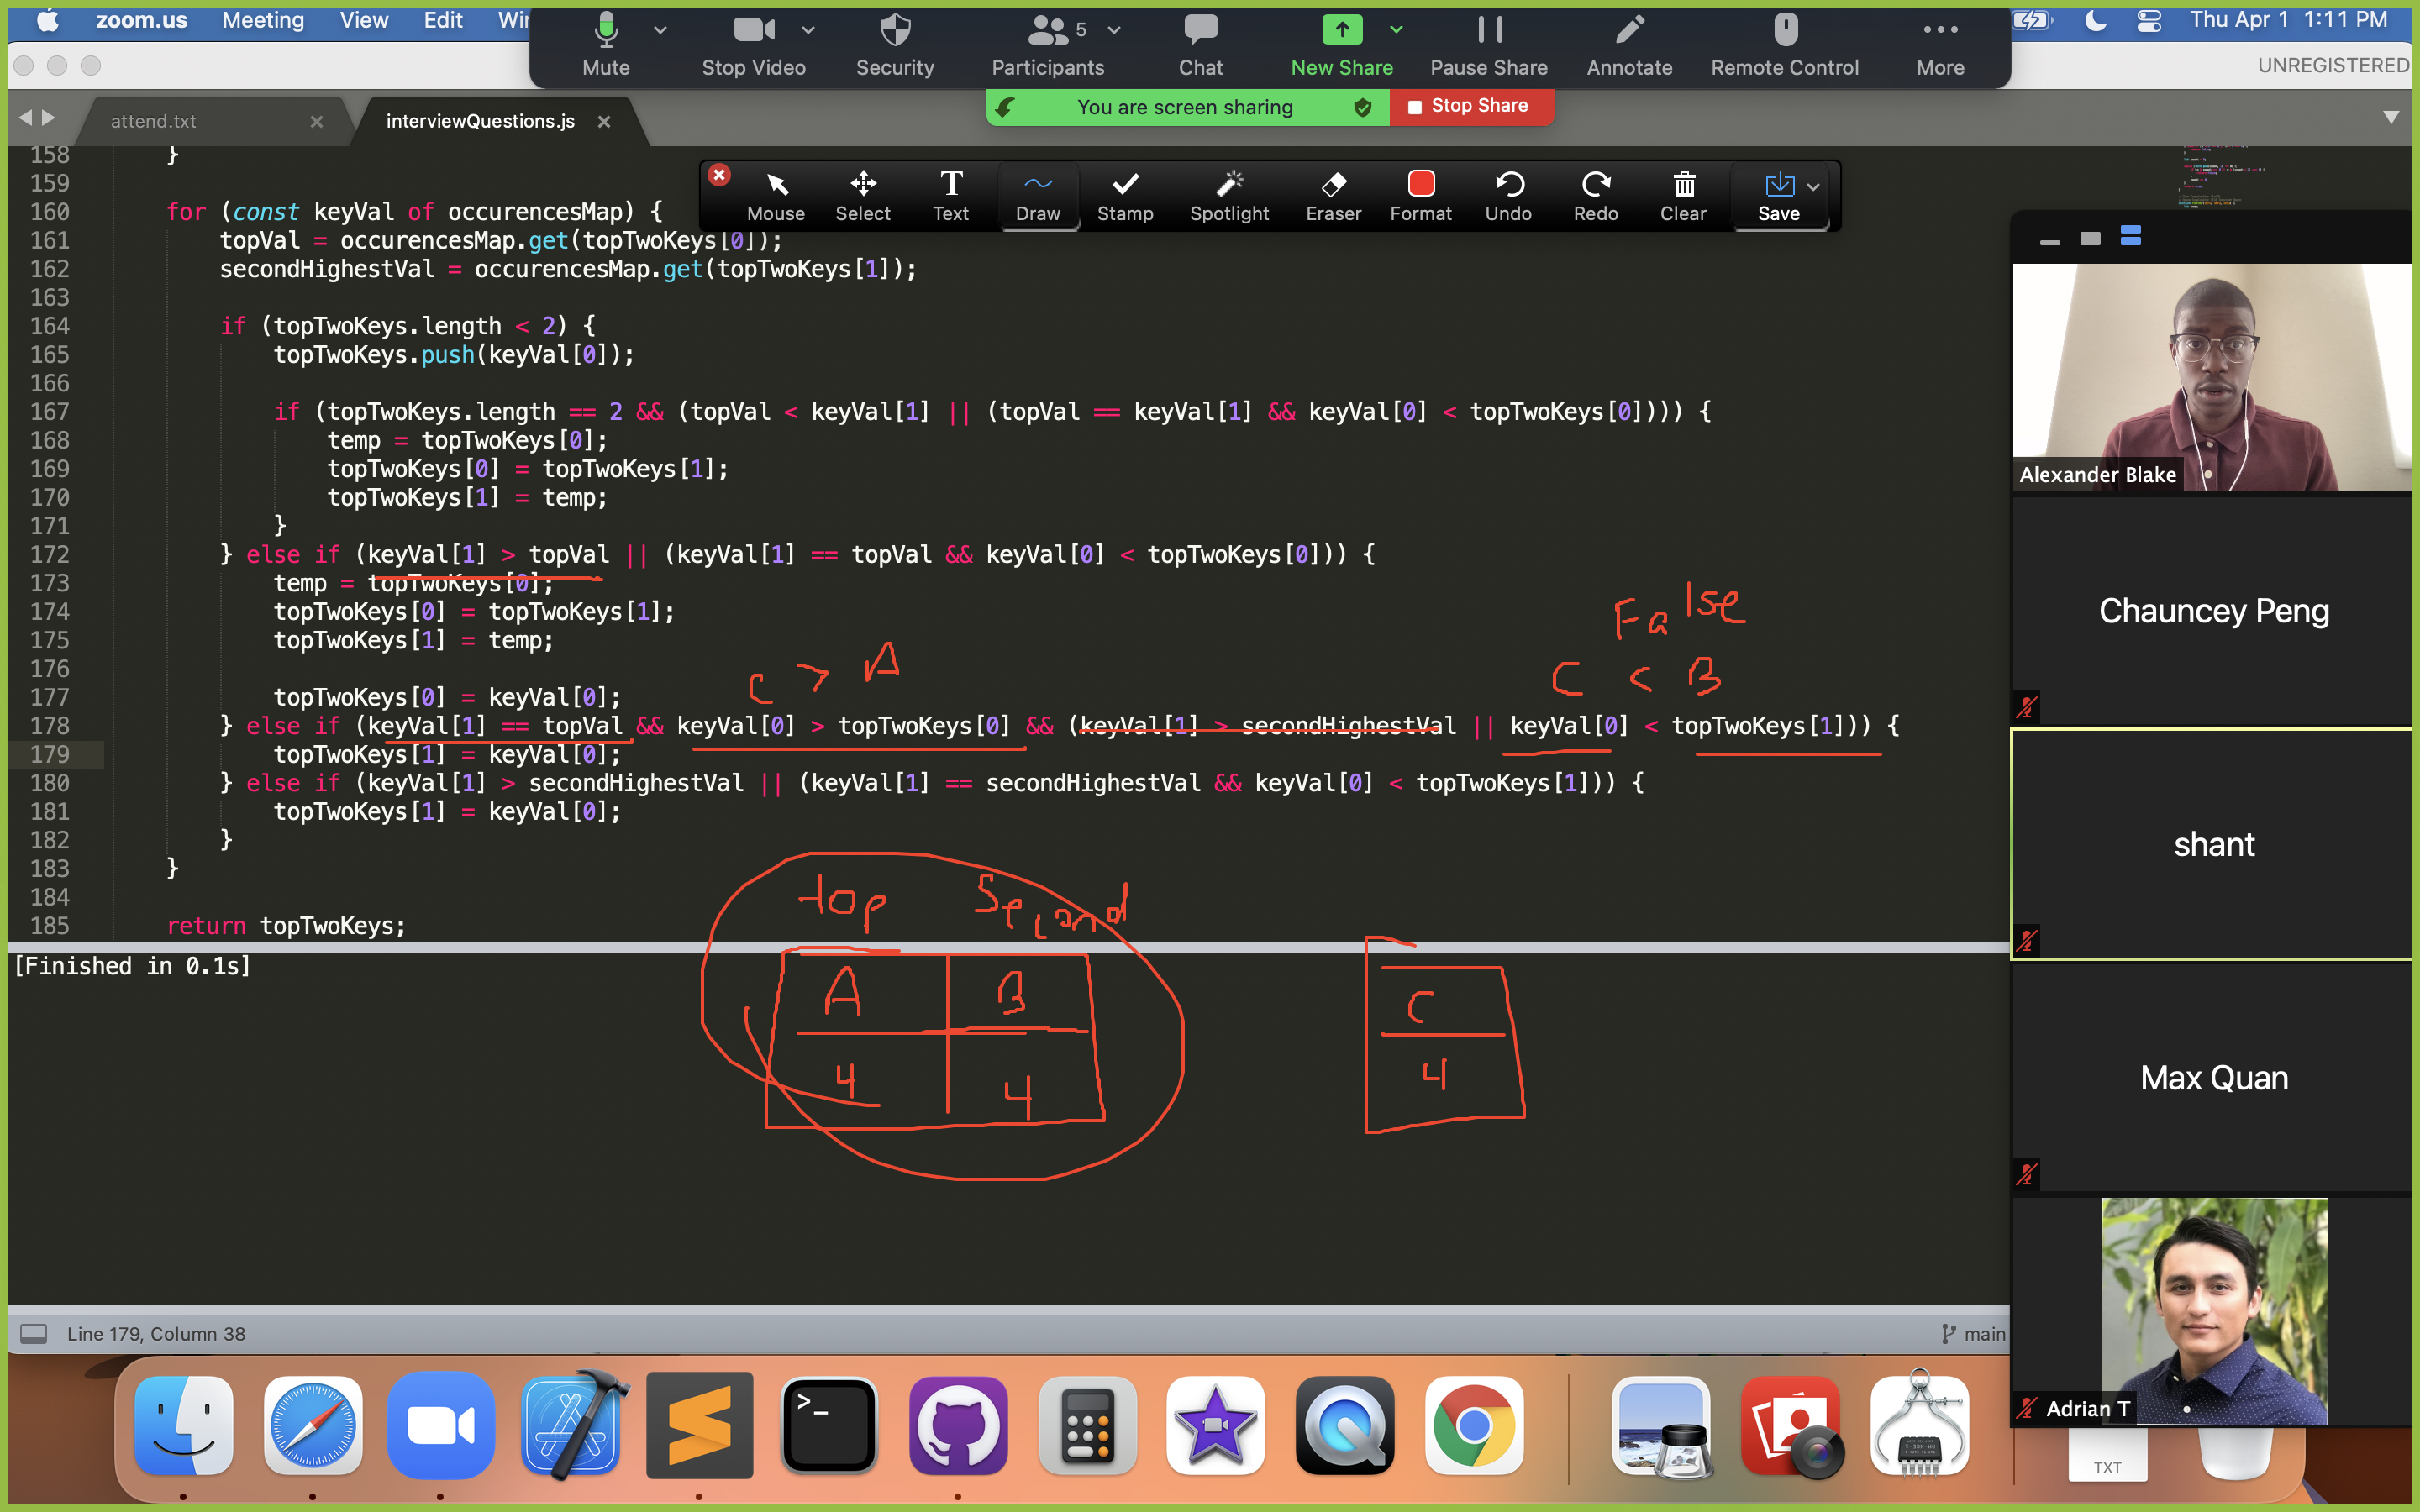 zoom.us Meeting View Edit Wi
Thu Apr 1 1:11 PM
Mute Stop Video Security Participants 5 Chat New Share Pause Share Annotate Remote Control More
UNREGISTERED
You are screen sharing Stop Share
attend.txt interviewQuestions.js
Mouse Select Text Draw Stamp Spotlight Eraser Format Undo Redo Clear Save
158 }
159
160 for (const keyVal of occurencesMap) {
161 topVal = occurencesMap.get(topTwoKeys[0]);
162 secondHighestVal = occurencesMap.get(topTwoKeys[1]);
163
164 if (topTwoKeys.length < 2) {
165 topTwoKeys.push(keyVal[0]);
166
167 if (topTwoKeys.length == 2 && (topVal < keyVal[1] || (topVal == keyVal[1] && keyVal[0] < topTwoKeys[0]))) {
168 temp = topTwoKeys[0];
169 topTwoKeys[0] = topTwoKeys[1];
170 topTwoKeys[1] = temp;
171 }
172 } else if (keyVal[1] > topVal || (keyVal[1] == topVal && keyVal[0] < topTwoKeys[0])) {
173 temp = topTwoKeys[0];
174 topTwoKeys[0] = topTwoKeys[1];
175 topTwoKeys[1] = temp;
False
176
C > A
C < B
177 topTwoKeys[0] = keyVal[0];
178 } else if (keyVal[1] == topVal && keyVal[0] > topTwoKeys[0] && (keyVal[1] > secondHighestVal || keyVal[0] < topTwoKeys[1])) {
179 topTwoKeys[1] = keyVal[0];
180 } else if (keyVal[1] > secondHighestVal || (keyVal[1] == secondHighestVal && keyVal[0] < topTwoKeys[1])) {
181 topTwoKeys[1] = keyVal[0];
182 }
183 }
184
185 return topTwoKeys;
top Second
[Finished in 0.1s]
A B C
4 4 4
Line 179, Column 38
main
Alexander Blake
Chauncey Peng
shant
Max Quan
Adrian T
>_
TXT